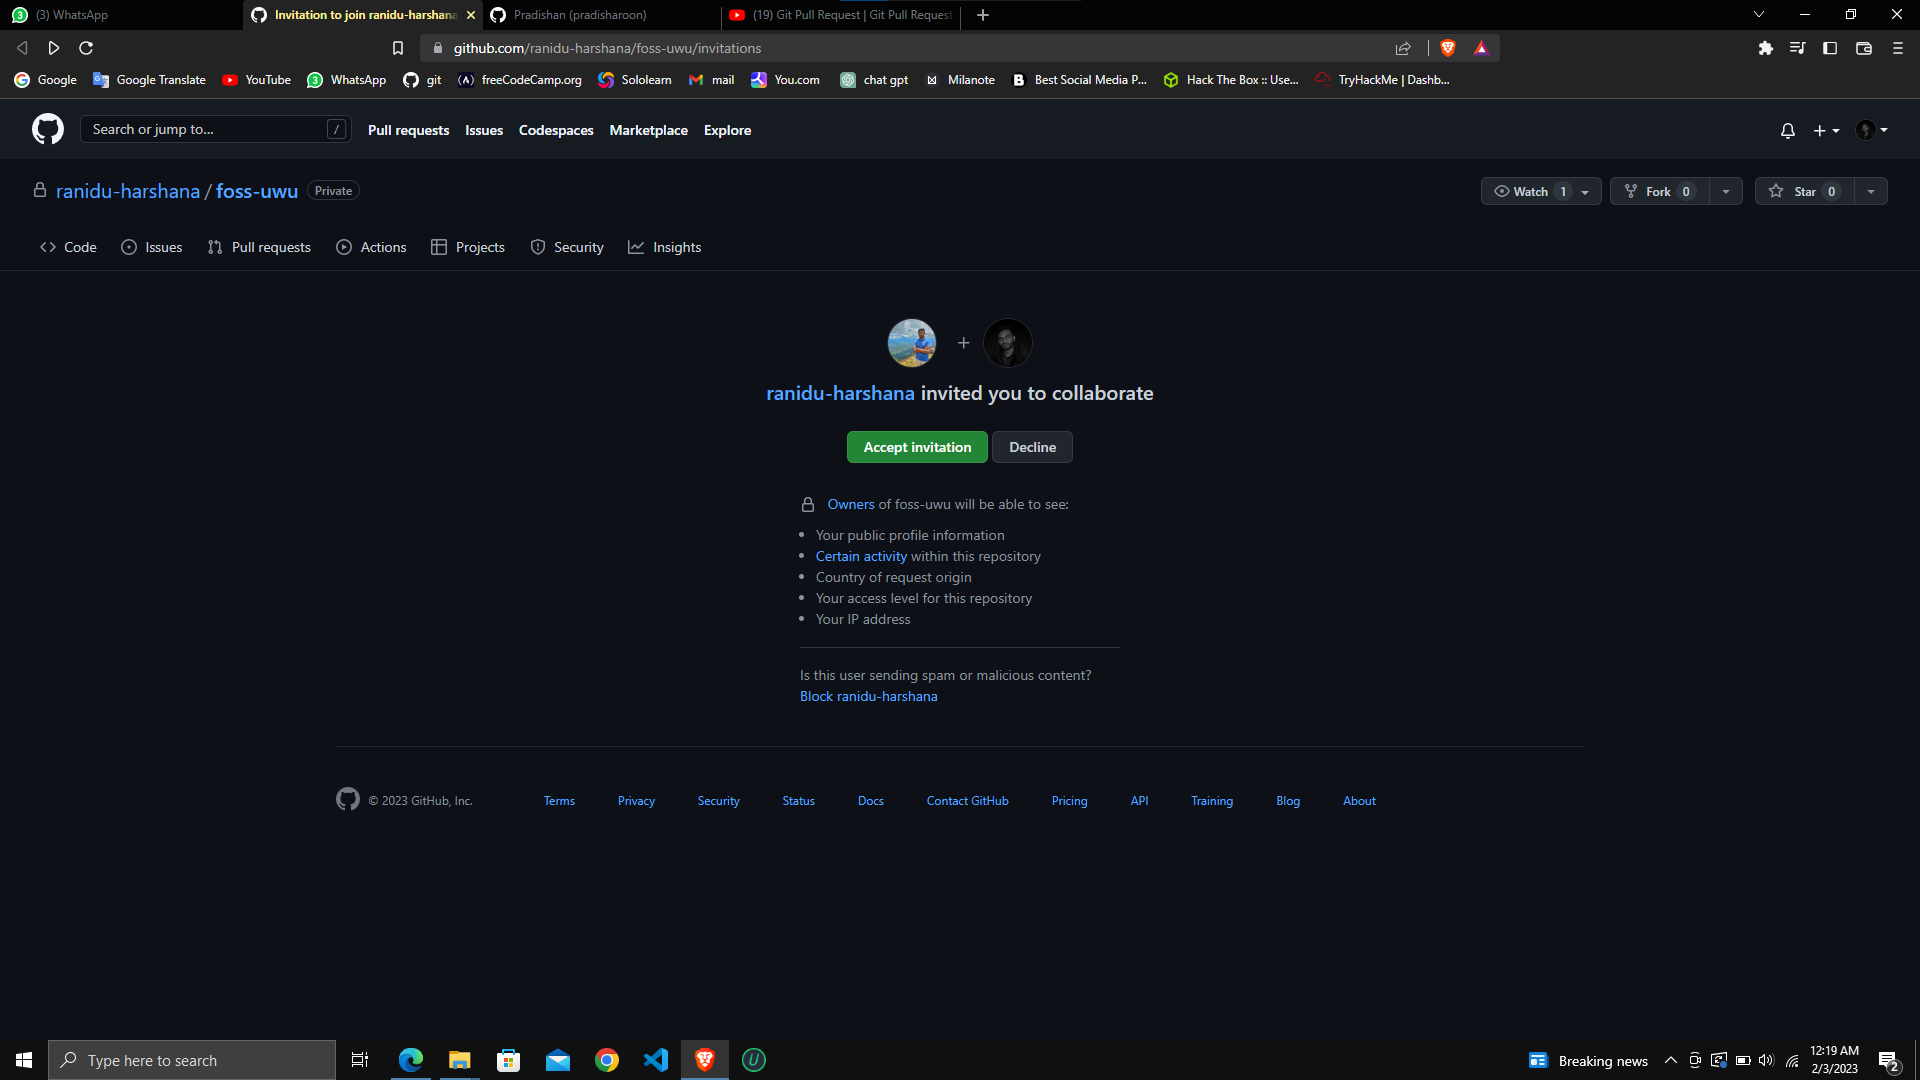 (3) WhatsApp
Invitation to join ranidu-harshana
Pradishan (pradisharoon)
(19) Git Pull Request | Git Pull Request
github.com/ranidu-harshana/foss-uwu/invitations
Google Google Translate YouTube WhatsApp git freeCodeCamp.org Sololearn mail You.com chat gpt Milanote Best Social Media P... Hack The Box :: Use... TryHackMe | Dashb...
Search or jump to... / Pull requests Issues Codespaces Marketplace Explore
ranidu-harshana / foss-uwu Private Watch 1 Fork 0 Star 0
Code Issues Pull requests Actions Projects Security Insights
ranidu-harshana invited you to collaborate
Accept invitation Decline
Owners of foss-uwu will be able to see:
• Your public profile information
• Certain activity within this repository
• Country of request origin
• Your access level for this repository
• Your IP address
Is this user sending spam or malicious content?
Block ranidu-harshana
© 2023 GitHub, Inc. Terms Privacy Security Status Docs Contact GitHub Pricing API Training Blog About
Type here to search Breaking news 12:19 AM
2/3/2023 2